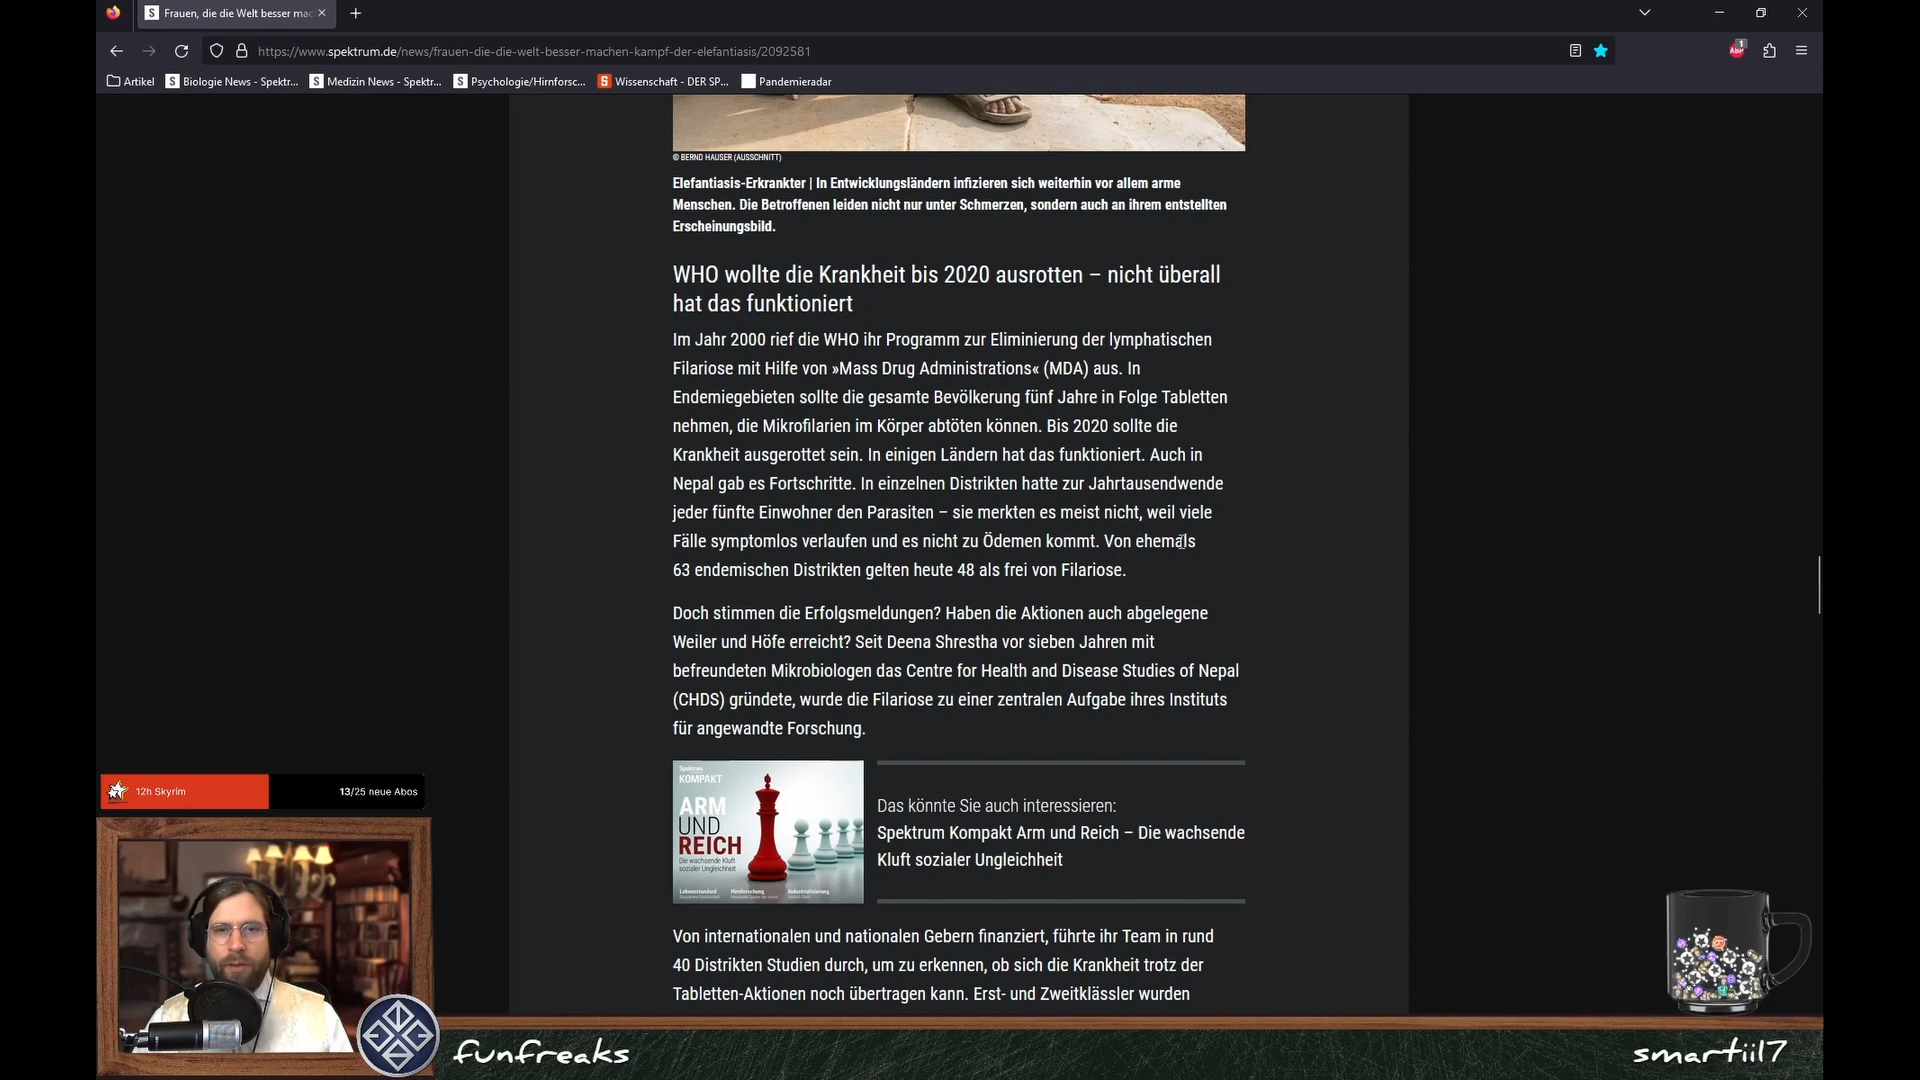 Frauen, die die Welt besser mac
https://www.spektrum.de/news/frauen-die-die-welt-besser-machen-kampf-der-elefantiasis/2092581
ABP
1
Artikel
Biologie News - Spektr...
Medizin News - Spektr...
Psychologie/Hirnforsc...
Wissenschaft - DER SP...
Pandemieradar
© BERND HAUSER (AUSSCHNITT)
Elefantiasis-Erkrankter | In Entwicklungsländern infizieren sich weiterhin vor allem arme
Menschen. Die Betroffenen leiden nicht nur unter Schmerzen, sondern auch an ihrem entstellten
Erscheinungsbild.
WHO wollte die Krankheit bis 2020 ausrotten – nicht überall
hat das funktioniert
Im Jahr 2000 rief die WHO ihr Programm zur Eliminierung der lymphatischen
Filariose mit Hilfe von »Mass Drug Administrations« (MDA) aus. In
Endemiegebieten sollte die gesamte Bevölkerung fünf Jahre in Folge Tabletten
nehmen, die Mikrofilarien im Körper abtöten können. Bis 2020 sollte die
Krankheit ausgerottet sein. In einigen Ländern hat das funktioniert. Auch in
Nepal gab es Fortschritte. In einzelnen Distrikten hatte zur Jahrtausendwende
jeder fünfte Einwohner den Parasiten – sie merkten es meist nicht, weil viele
Fälle symptomlos verlaufen und es nicht zu Ödemen kommt. Von ehemals
63 endemischen Distrikten gelten heute 48 als frei von Filariose.
Doch stimmen die Erfolgsmeldungen? Haben die Aktionen auch abgelegene
Weiler und Höfe erreicht? Seit Deena Shrestha vor sieben Jahren mit
befreundeten Mikrobiologen das Centre for Health and Disease Studies of Nepal
(CHDS) gründete, wurde die Filariose zu einer zentralen Aufgabe ihres Instituts
für angewandte Forschung.
Spektrum
KOMPAKT
ARM
UND
REICH
Die wachsende Kluft
sozialer Ungleichheit
Lebensstandard
Hirnforschung
Industrialisierung
Das könnte Sie auch interessieren:
Spektrum Kompakt Arm und Reich – Die wachsende
Kluft sozialer Ungleichheit
Von internationalen und nationalen Gebern finanziert, führte ihr Team in rund
40 Distrikten Studien durch, um zu erkennen, ob sich die Krankheit trotz der
Tabletten-Aktionen noch übertragen kann. Erst- und Zweitklässler wurden
12h Skyrim
13/25 neue Abos
funfreaks
smartiil7